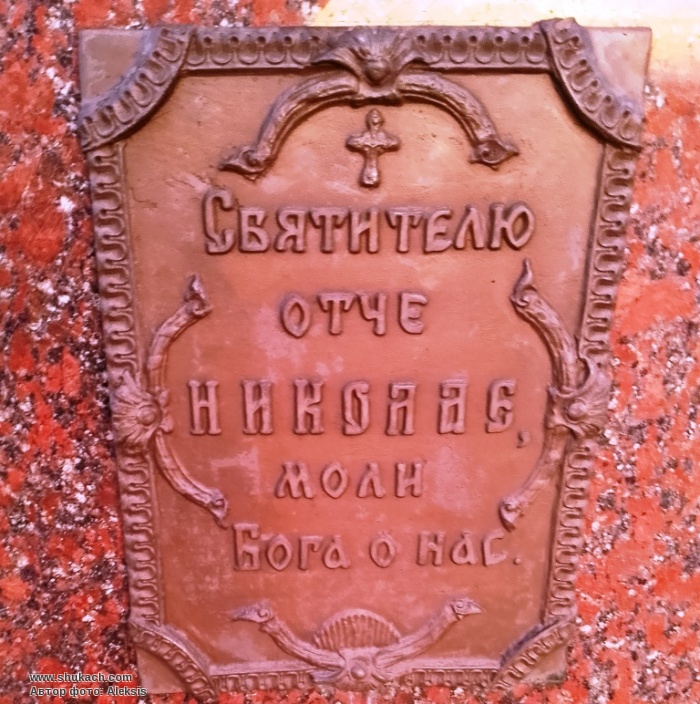 Святителю
отче
Николае,
моли
Бога о нас.
www.shukach.com
Автор фото: Aleksis